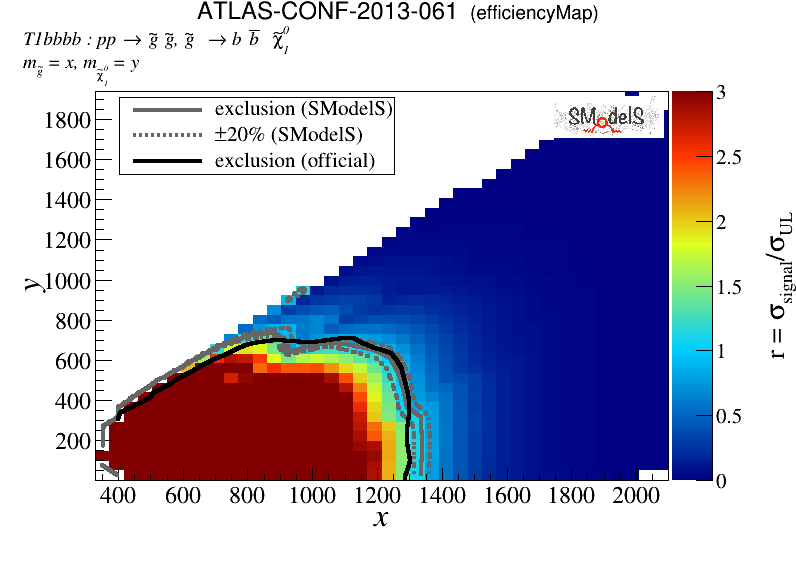 ATLAS-CONF-2013-061 (efficiencyMap)
T1bbbb : pp → g̃ g̃, g̃ → b b̅ χ̃₁⁰
m_g̃ = x, m_χ̃₁⁰ = y
exclusion (SModelS)
±20% (SModelS)
exclusion (official)
SModelS
1800
1600
1400
1200
1000
800
600
400
200
y
400 600 800 1000 1200 1400 1600 1800 2000
x
3
2.5
2
1.5
1
0.5
0
r = σ_signal/σ_UL